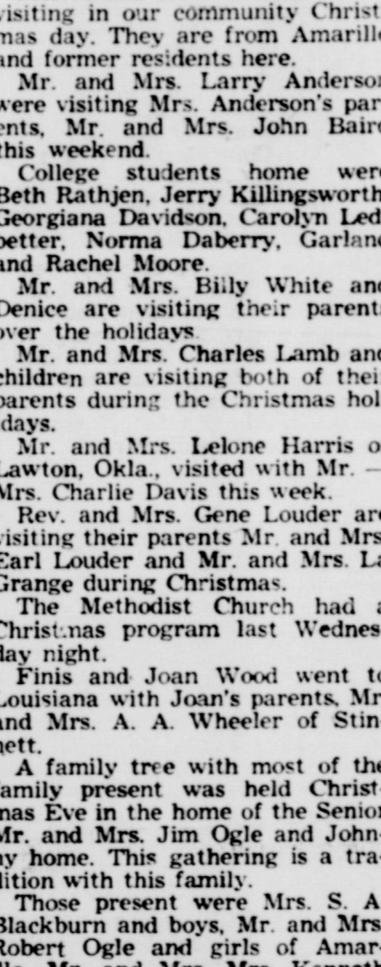 visiting in our community Christ-
mas day. They are from Amarillo
and former residents here.
Mr. and Mrs. Larry Anderson
were visiting Mrs. Anderson's par-
ents, Mr. and Mrs. John Baird
this weekend.
College students home were
Beth Rathjen, Jerry Killingsworth,
Georgiana Davidson, Carolyn Led-
better, Norma Daberry, Garland
and Rachel Moore.
Mr. and Mrs. Billy White and
Denice are visiting their parents
over the holidays
Mr. and Mrs. Charles Lamb and
children are visiting both of their
parents during the Christmas hol-
idays.
Mr. and Mrs. Lelone Harris of
Lawton, Okla., visited with Mr. —
Mrs. Charlie Davis this week.
Rev. and Mrs. Gene Louder are
visiting their parents Mr. and Mrs.
Earl Louder and Mr. and Mrs. La
Grange during Christmas.
The Methodist Church had a
Christmas program last Wednes-
day night.
Finis and Joan Wood went to
Louisiana with Joan's parents, Mr.
and Mrs. A. A. Wheeler of Stin-
nett.
A family tree with most of the
family present was held Christ-
mas Eve in the home of the Senior
Mr. and Mrs. Jim Ogle and John-
ny home. This gathering is a tra-
dition with this family.
Those present were Mrs. S. A.
Blackburn and boys, Mr. and Mrs.
Robert Ogle and girls of Amar-
Mr. and Mrs. Kenneth